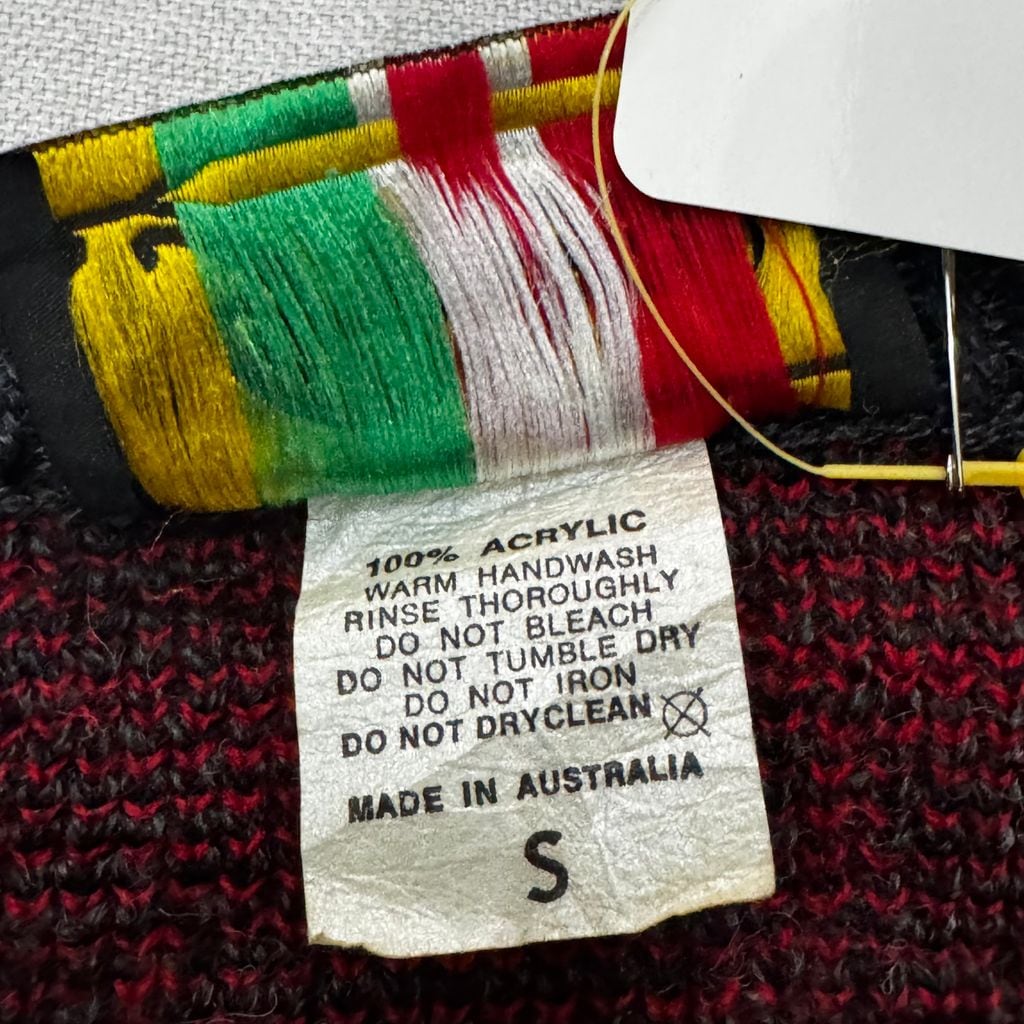 100% ACRYLIC
WARM HANDWASH
RINSE THOROUGHLY
DO NOT BLEACH
DO NOT TUMBLE DRY
DO NOT IRON
DO NOT DRYCLEAN
MADE IN AUSTRALIA
S